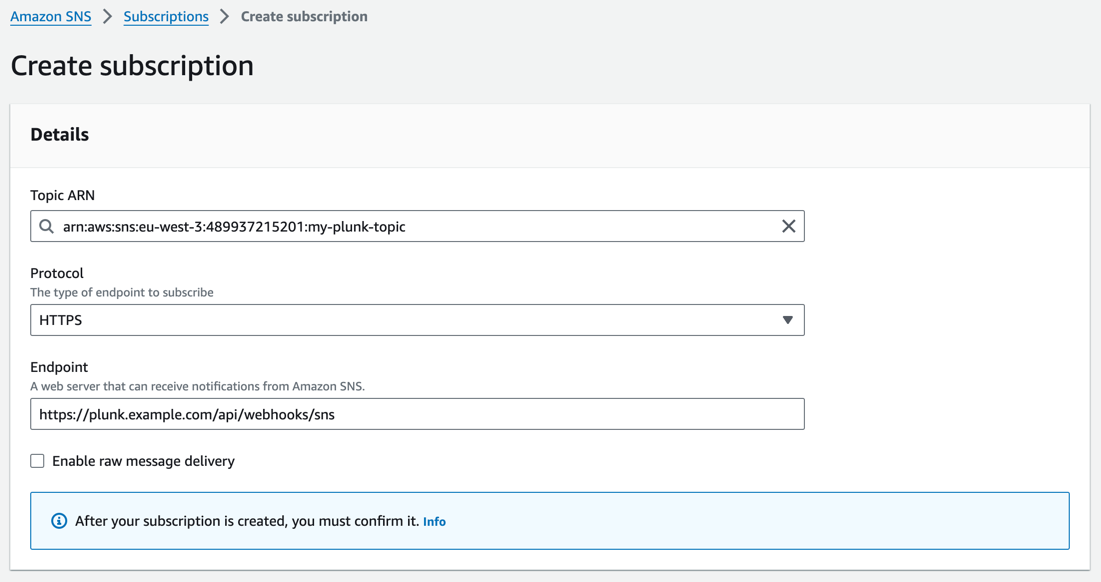 Amazon SNS > Subscriptions > Create subscription
Create subscription
Details
Topic ARN
arn:aws:sns:eu-west-3:489937215201:my-plunk-topic
Protocol
The type of endpoint to subscribe
HTTPS
Endpoint
A web server that can receive notifications from Amazon SNS.
https://plunk.example.com/api/webhooks/sns
Enable raw message delivery
After your subscription is created, you must confirm it. Info